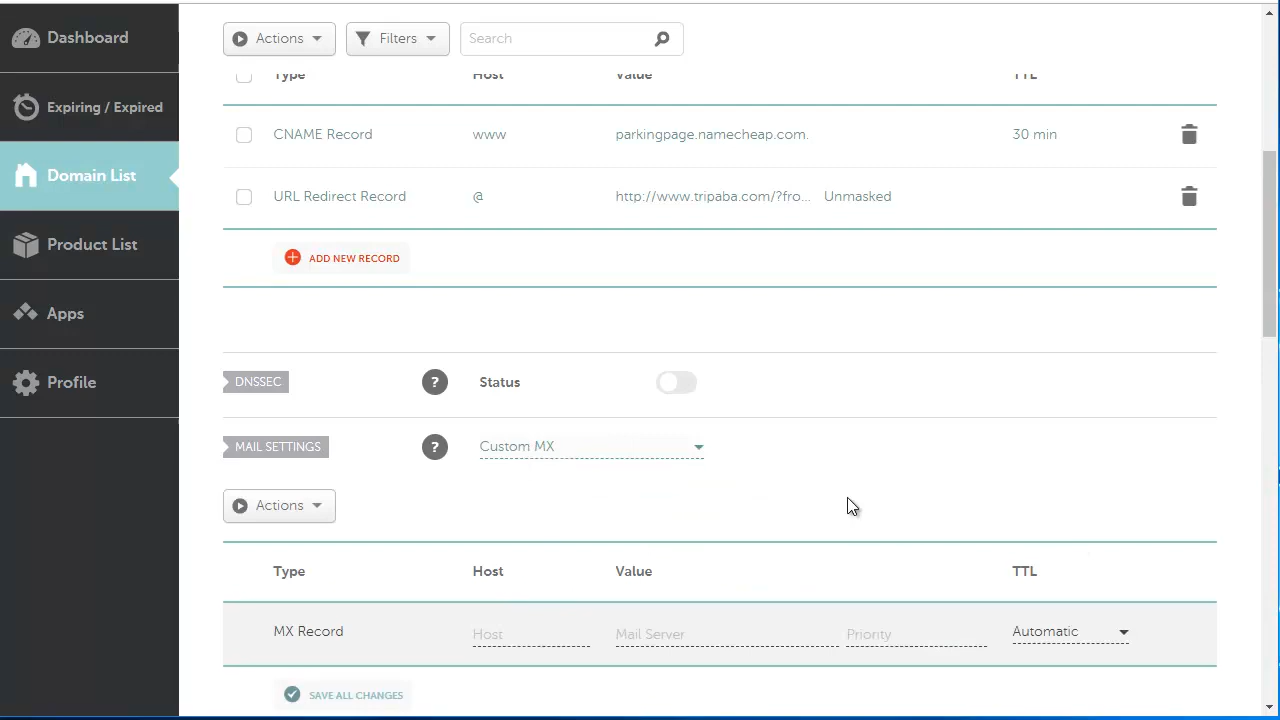 Dashboard
Expiring / Expired
Domain List
Product List
Apps
Profile
Actions Filters Search
Type Host Value TTL
CNAME Record www parkingpage.namecheap.com. 30 min
URL Redirect Record @ http://www.tripaba.com/?fro... Unmasked
ADD NEW RECORD
DNSSEC ? Status
MAIL SETTINGS ? Custom MX
Actions
Type Host Value TTL
MX Record Host Mail Server Priority Automatic
SAVE ALL CHANGES